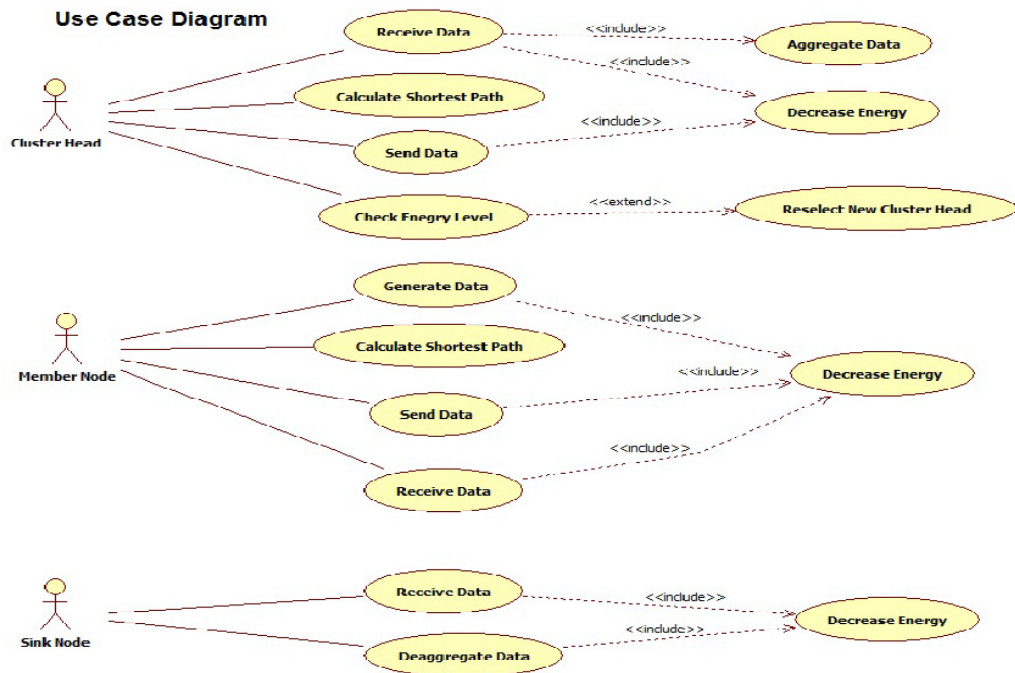 Use Case Diagram
Receive Data
<<include>>
Aggregate Data
<<include>>
Calculate Shortest Path
Decrease Energy
<<include>>
Cluster Head
Send Data
Check Enegry Level
<<extend>>
Reselect New Cluster Head
Generate Data
<<include>>
Calculate Shortest Path
Member Node
<<include>>
Decrease Energy
Send Data
<<include>>
Receive Data
Receive Data
<<include>>
Decrease Energy
<<include>>
Sink Node
Deaggregate Data